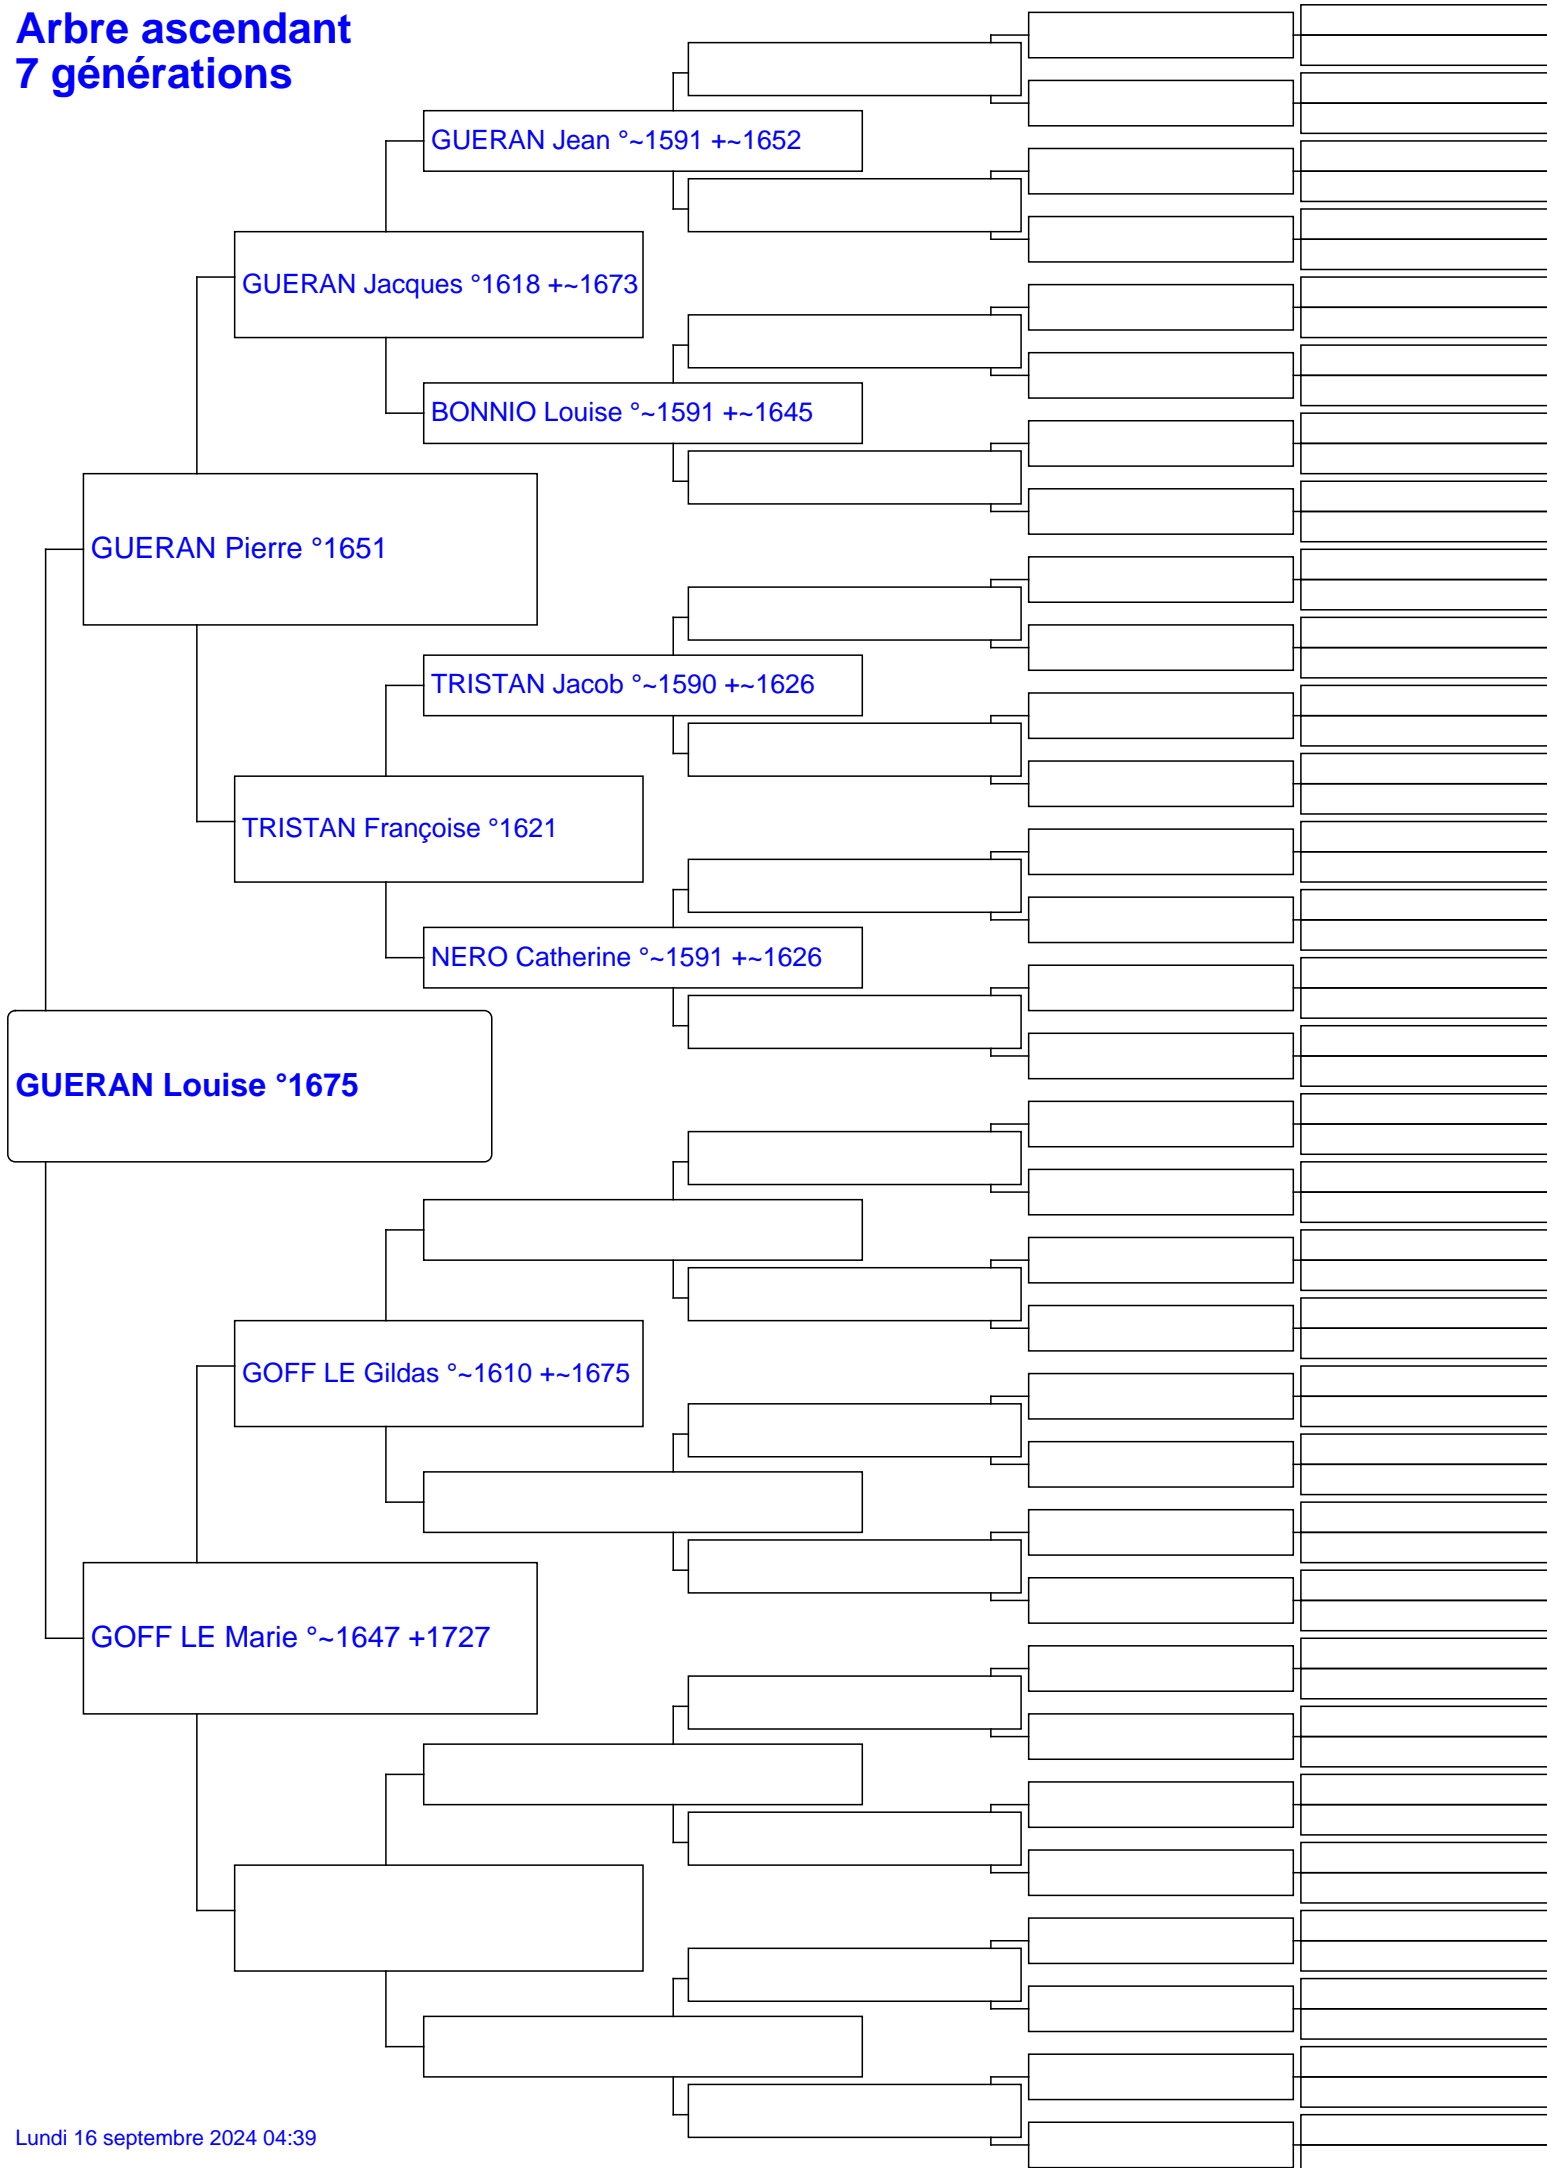 Arbre ascendant
7 générations
GUERAN Jean °~1591 +~1652
GUERAN Jacques °1618 +~1673
BONNIO Louise °~1591 +~1645
GUERAN Pierre °1651
TRISTAN Jacob °~1590 +~1626
TRISTAN Françoise °1621
NERO Catherine °~1591 +~1626
GUERAN Louise °1675
GOFF LE Gildas °~1610 +~1675
GOFF LE Marie °~1647 +1727
Lundi 16 septembre 2024 04:39